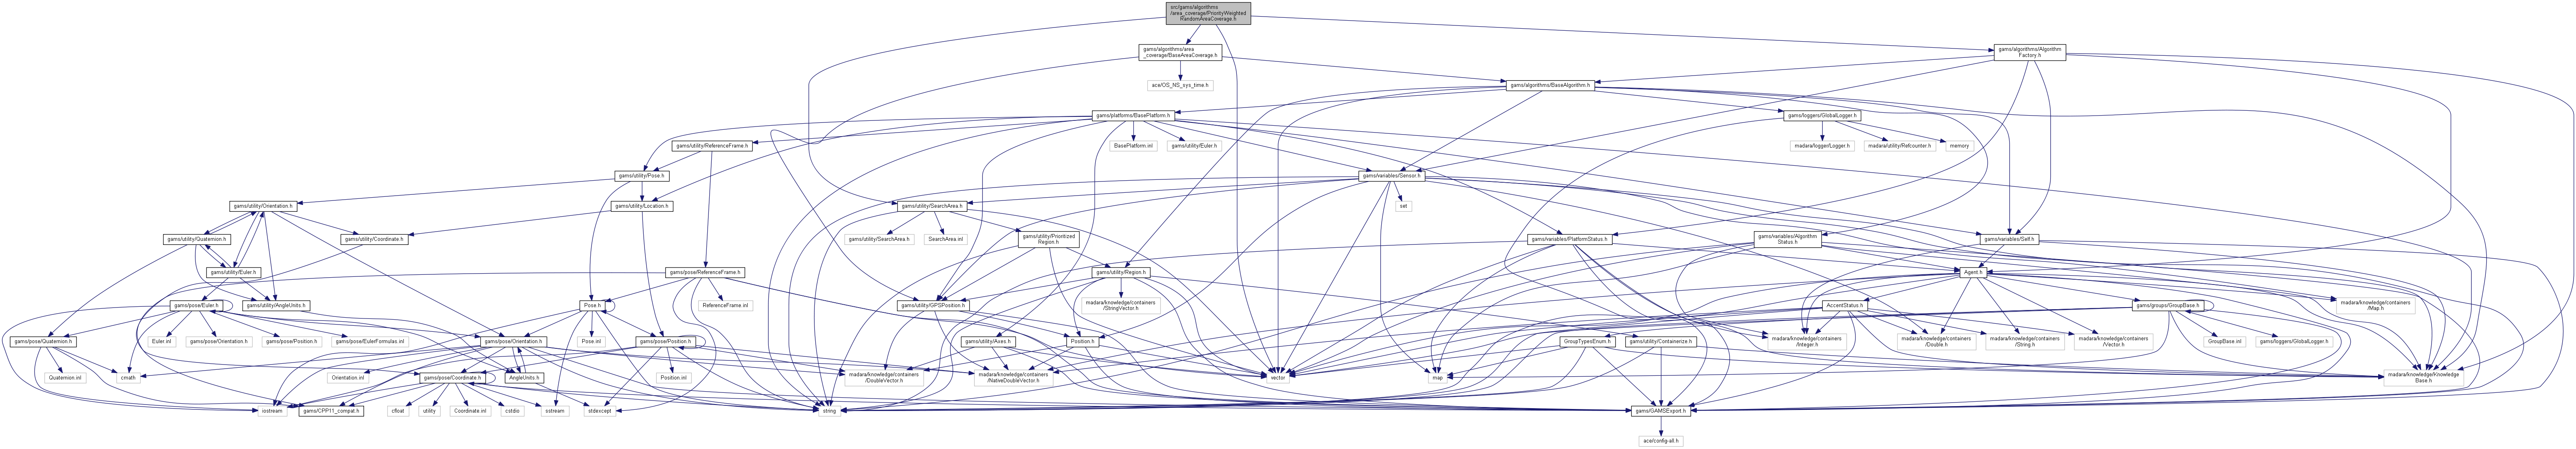 src/gams/algorithms
/area_coverage/PriorityWeighted
RandomAreaCoverage.h
gams/algorithms/area
_coverage/BaseAreaCoverage.h
gams/algorithms/Algorithm
Factory.h
ace/OS_NS_sys_time.h
gams/algorithms/BaseAlgorithm.h
gams/platforms/BasePlatform.h
gams/loggers/GlobalLogger.h
gams/utility/ReferenceFrame.h
BasePlatform.inl
gams/utility/Euler.h
madara/logger/Logger.h
madara/utility/Refcounter.h
memory
gams/utility/Pose.h
gams/variables/Sensor.h
gams/utility/Orientation.h
gams/utility/Location.h
gams/utility/SearchArea.h
set
gams/utility/Quaternion.h
gams/utility/Coordinate.h
gams/utility/SearchArea.h
SearchArea.inl
gams/utility/Prioritized
Region.h
gams/variables/PlatformStatus.h
gams/variables/Algorithm
Status.h
gams/variables/Self.h
gams/utility/Euler.h
gams/pose/ReferenceFrame.h
gams/utility/Region.h
Agent.h
gams/pose/Euler.h
gams/utility/AngleUnits.h
Pose.h
ReferenceFrame.inl
gams/utility/GPSPosition.h
madara/knowledge/containers
/StringVector.h
AccentStatus.h
gams/groups/GroupBase.h
madara/knowledge/containers
/Map.h
gams/pose/Quaternion.h
Euler.inl
gams/pose/Orientation.h
gams/pose/Position.h
gams/pose/EulerFormulas.inl
gams/pose/Orientation.h
Pose.inl
gams/pose/Position.h
gams/utility/Axes.h
Position.h
GroupTypesEnum.h
gams/utility/Containerize.h
madara/knowledge/containers
/Integer.h
madara/knowledge/containers
/Double.h
madara/knowledge/containers
/String.h
madara/knowledge/containers
/Vector.h
GroupBase.inl
gams/loggers/GlobalLogger.h
Quaternion.inl
cmath
Orientation.inl
gams/pose/Coordinate.h
AngleUnits.h
Position.inl
madara/knowledge/containers
/DoubleVector.h
madara/knowledge/containers
/NativeDoubleVector.h
vector
map
madara/knowledge/Knowledge
Base.h
iostream
gams/CPP11_compat.h
cfloat
utility
Coordinate.inl
cstdio
sstream
stdexcept
string
gams/GAMSExport.h
ace/config-all.h